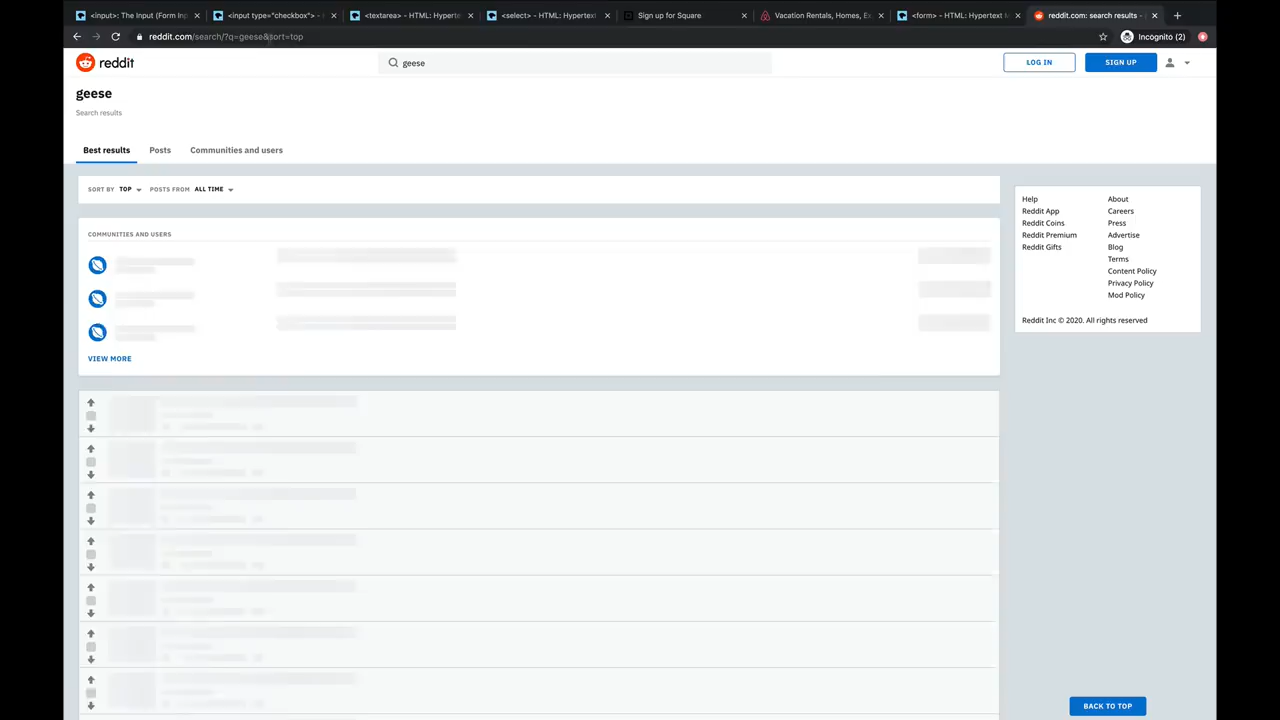 <input>: The Input (Form In
<input type="checkbox"> -
<textarea> - HTML: Hyperte
<select> - HTML: Hypertext
Sign up for Square
Vacation Rentals, Homes, Ex
<form> - HTML: Hypertext M
reddit.com: search results -
reddit.com/search/?q=geese&sort=top
Incognito (2)
reddit
geese
LOG IN
SIGN UP
geese
Search results
Best results
Posts
Communities and users
SORT BY TOP
POSTS FROM ALL TIME
COMMUNITIES AND USERS
VIEW MORE
Help
Reddit App
Reddit Coins
Reddit Premium
Reddit Gifts
About
Careers
Press
Advertise
Blog
Terms
Content Policy
Privacy Policy
Mod Policy
Reddit Inc © 2020. All rights reserved
BACK TO TOP